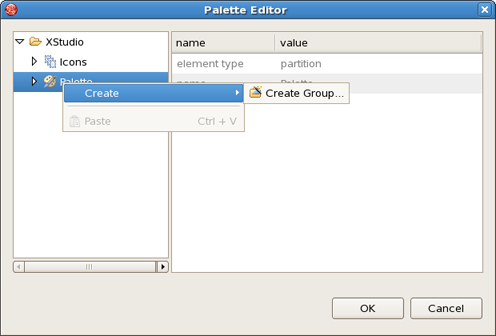 Palette Editor
XStudio
Icons
Palette
name value
element type partition
name Palette
Create
Create Group...
Paste Ctrl + V
OK Cancel